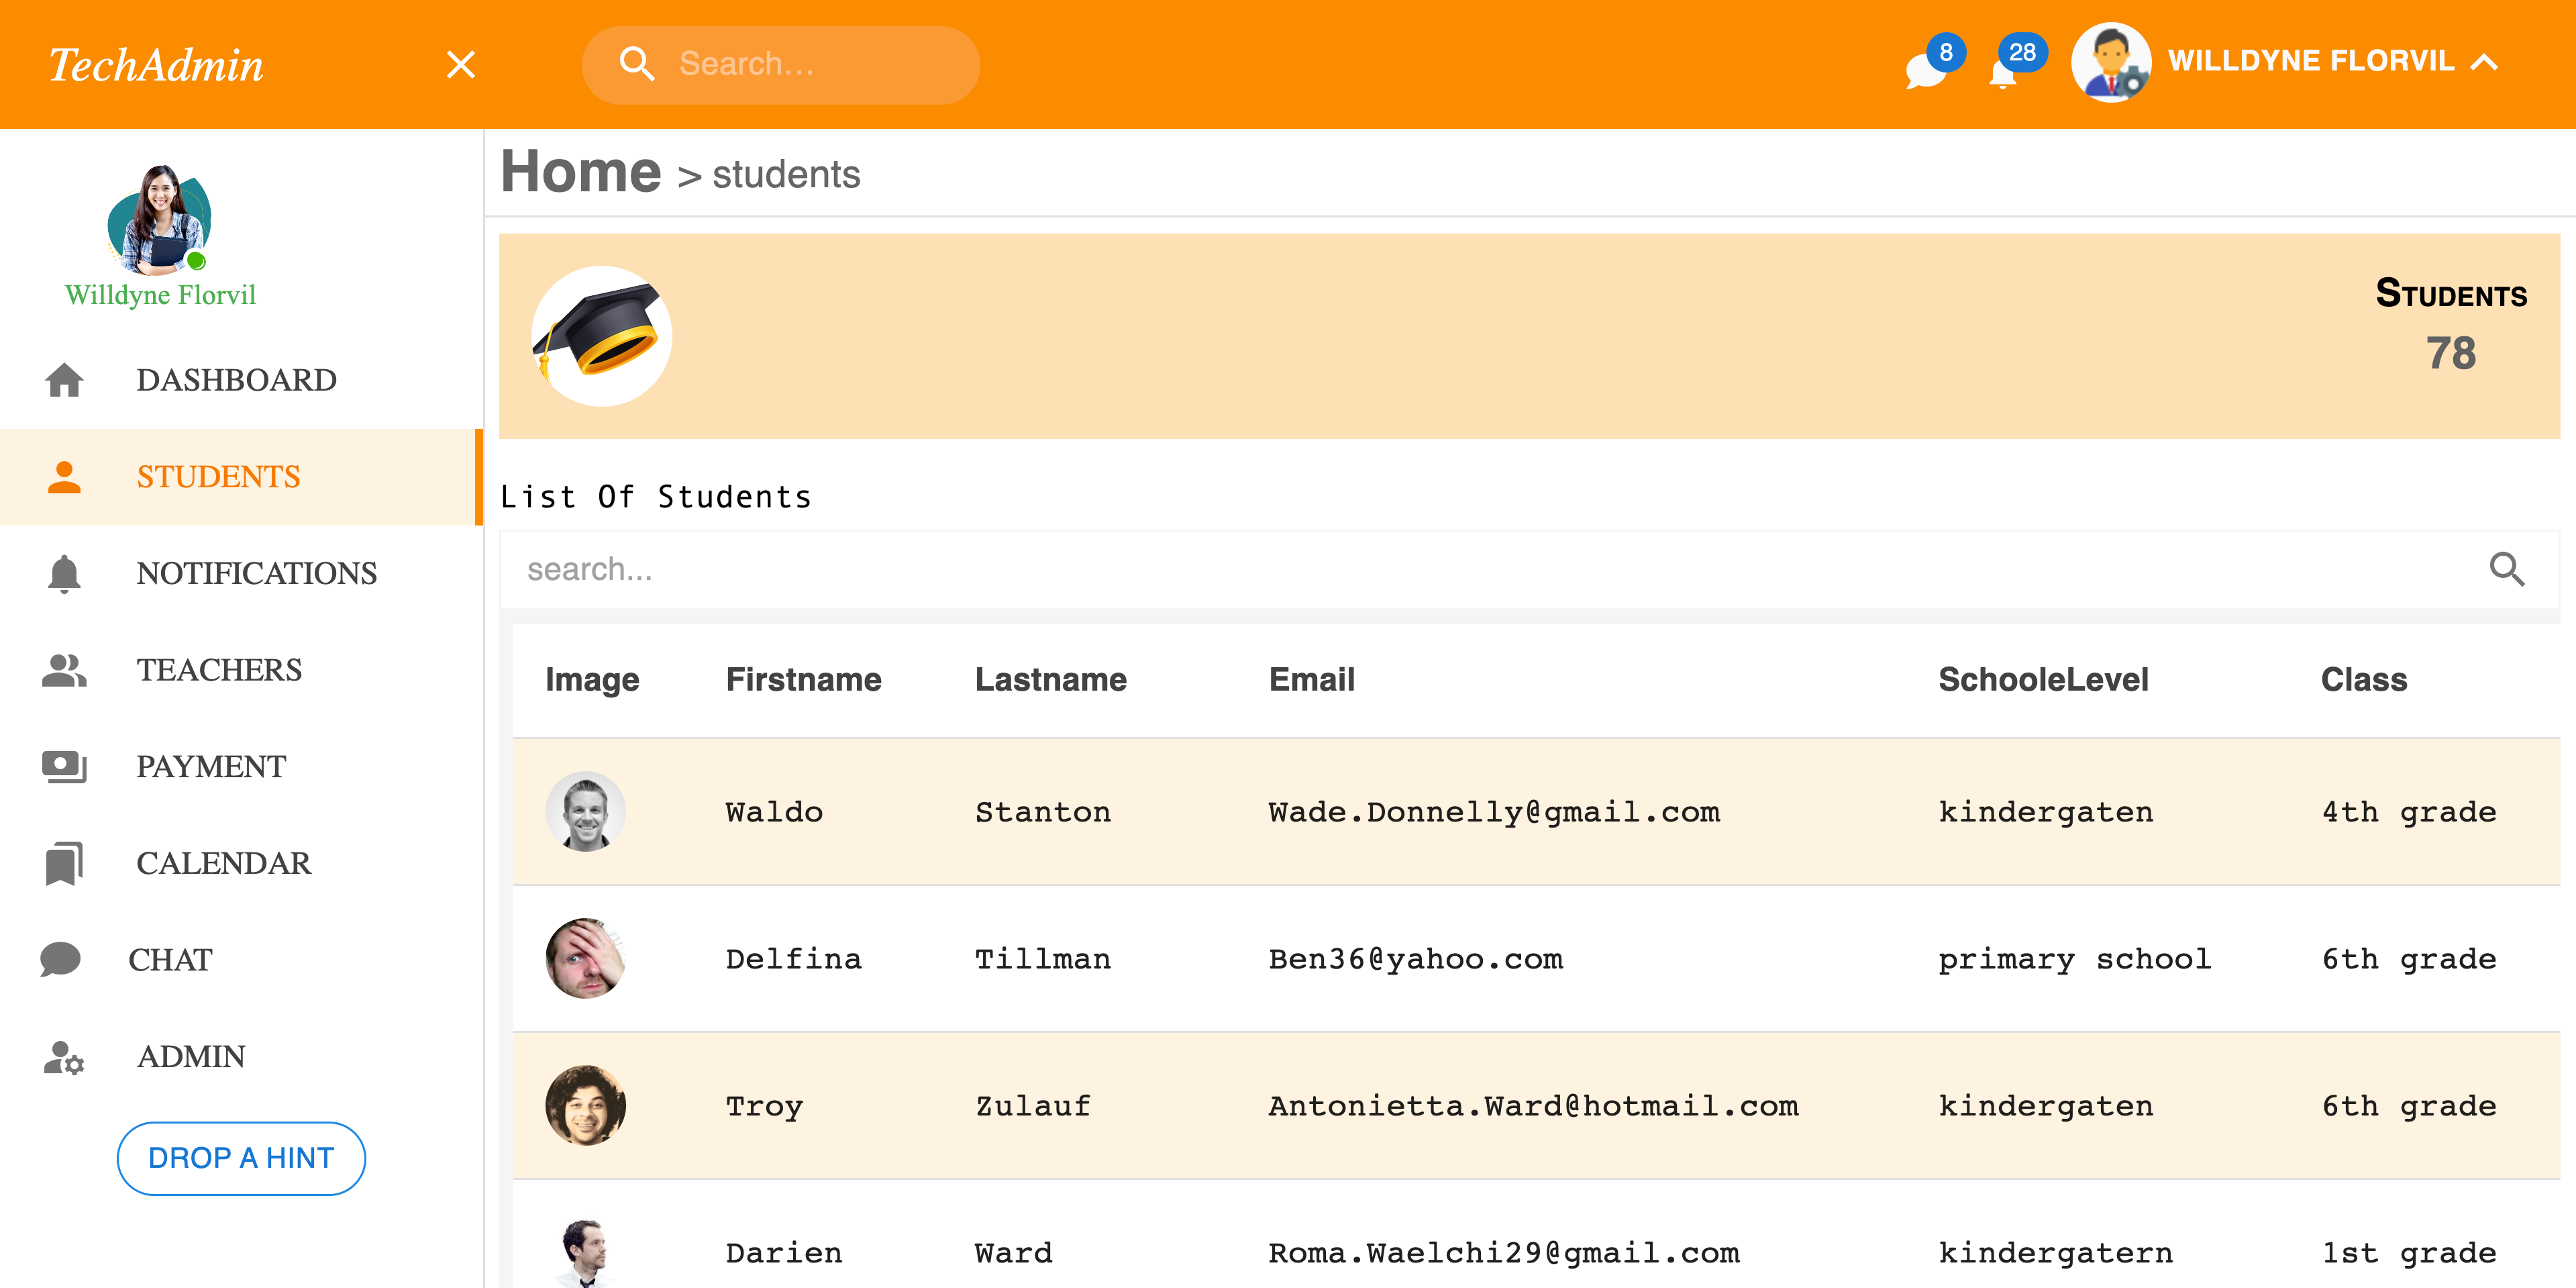 TechAdmin
Search...
8
28
WILLDYNE FLORVIL
Willdyne Florvil
DASHBOARD
STUDENTS
NOTIFICATIONS
TEACHERS
PAYMENT
CALENDAR
CHAT
ADMIN
DROP A HINT
Home > students
Students
78
List Of Students
search...
Image Firstname Lastname Email SchooleLevel Class
Waldo Stanton Wade.Donnelly@gmail.com kindergaten 4th grade
Delfina Tillman Ben36@yahoo.com primary school 6th grade
Troy Zulauf Antonietta.Ward@hotmail.com kindergaten 6th grade
Darien Ward Roma.Waelchi29@gmail.com kindergatern 1st grade